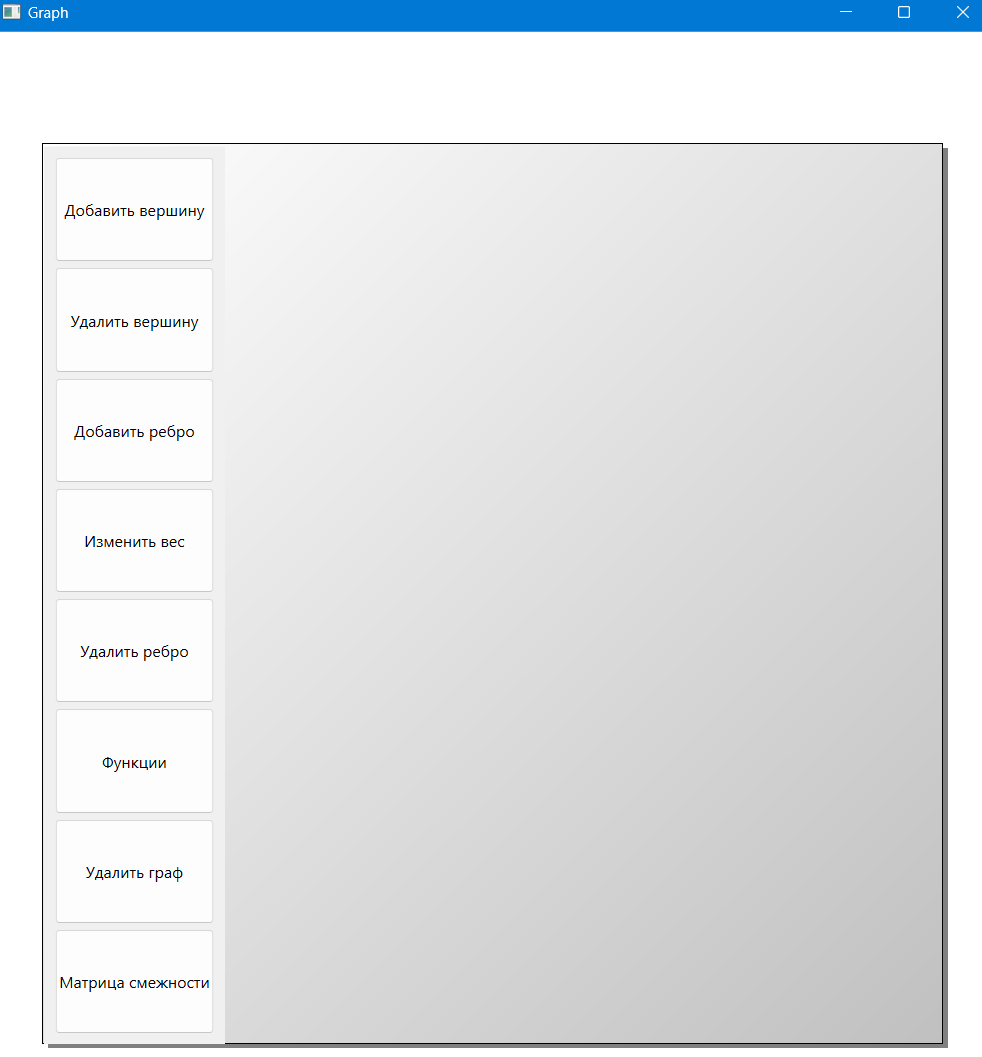 Graph
Добавить вершину
Удалить вершину
Добавить ребро
Изменить вес
Удалить ребро
Функции
Удалить граф
Матрица смежности